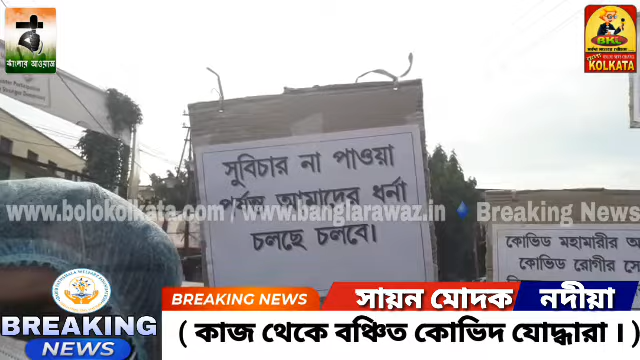 বাংলার আওয়াজ
BKC
KOLKATA
সুবিচার না পাওয়া
পর্যন্ত আমাদের ধর্না
চলছে চলবে।
www.bolokolkata.com / www.banglarawaz.in 💧 Breaking News
কোভিড মহামারীর
কোভিড রোগীর
BREAKING NEWS
সায়ন মোদক
নদীয়া
BREAKING
NEWS
( কাজ থেকে বঞ্চিত কোভিদ যোদ্ধারা । )